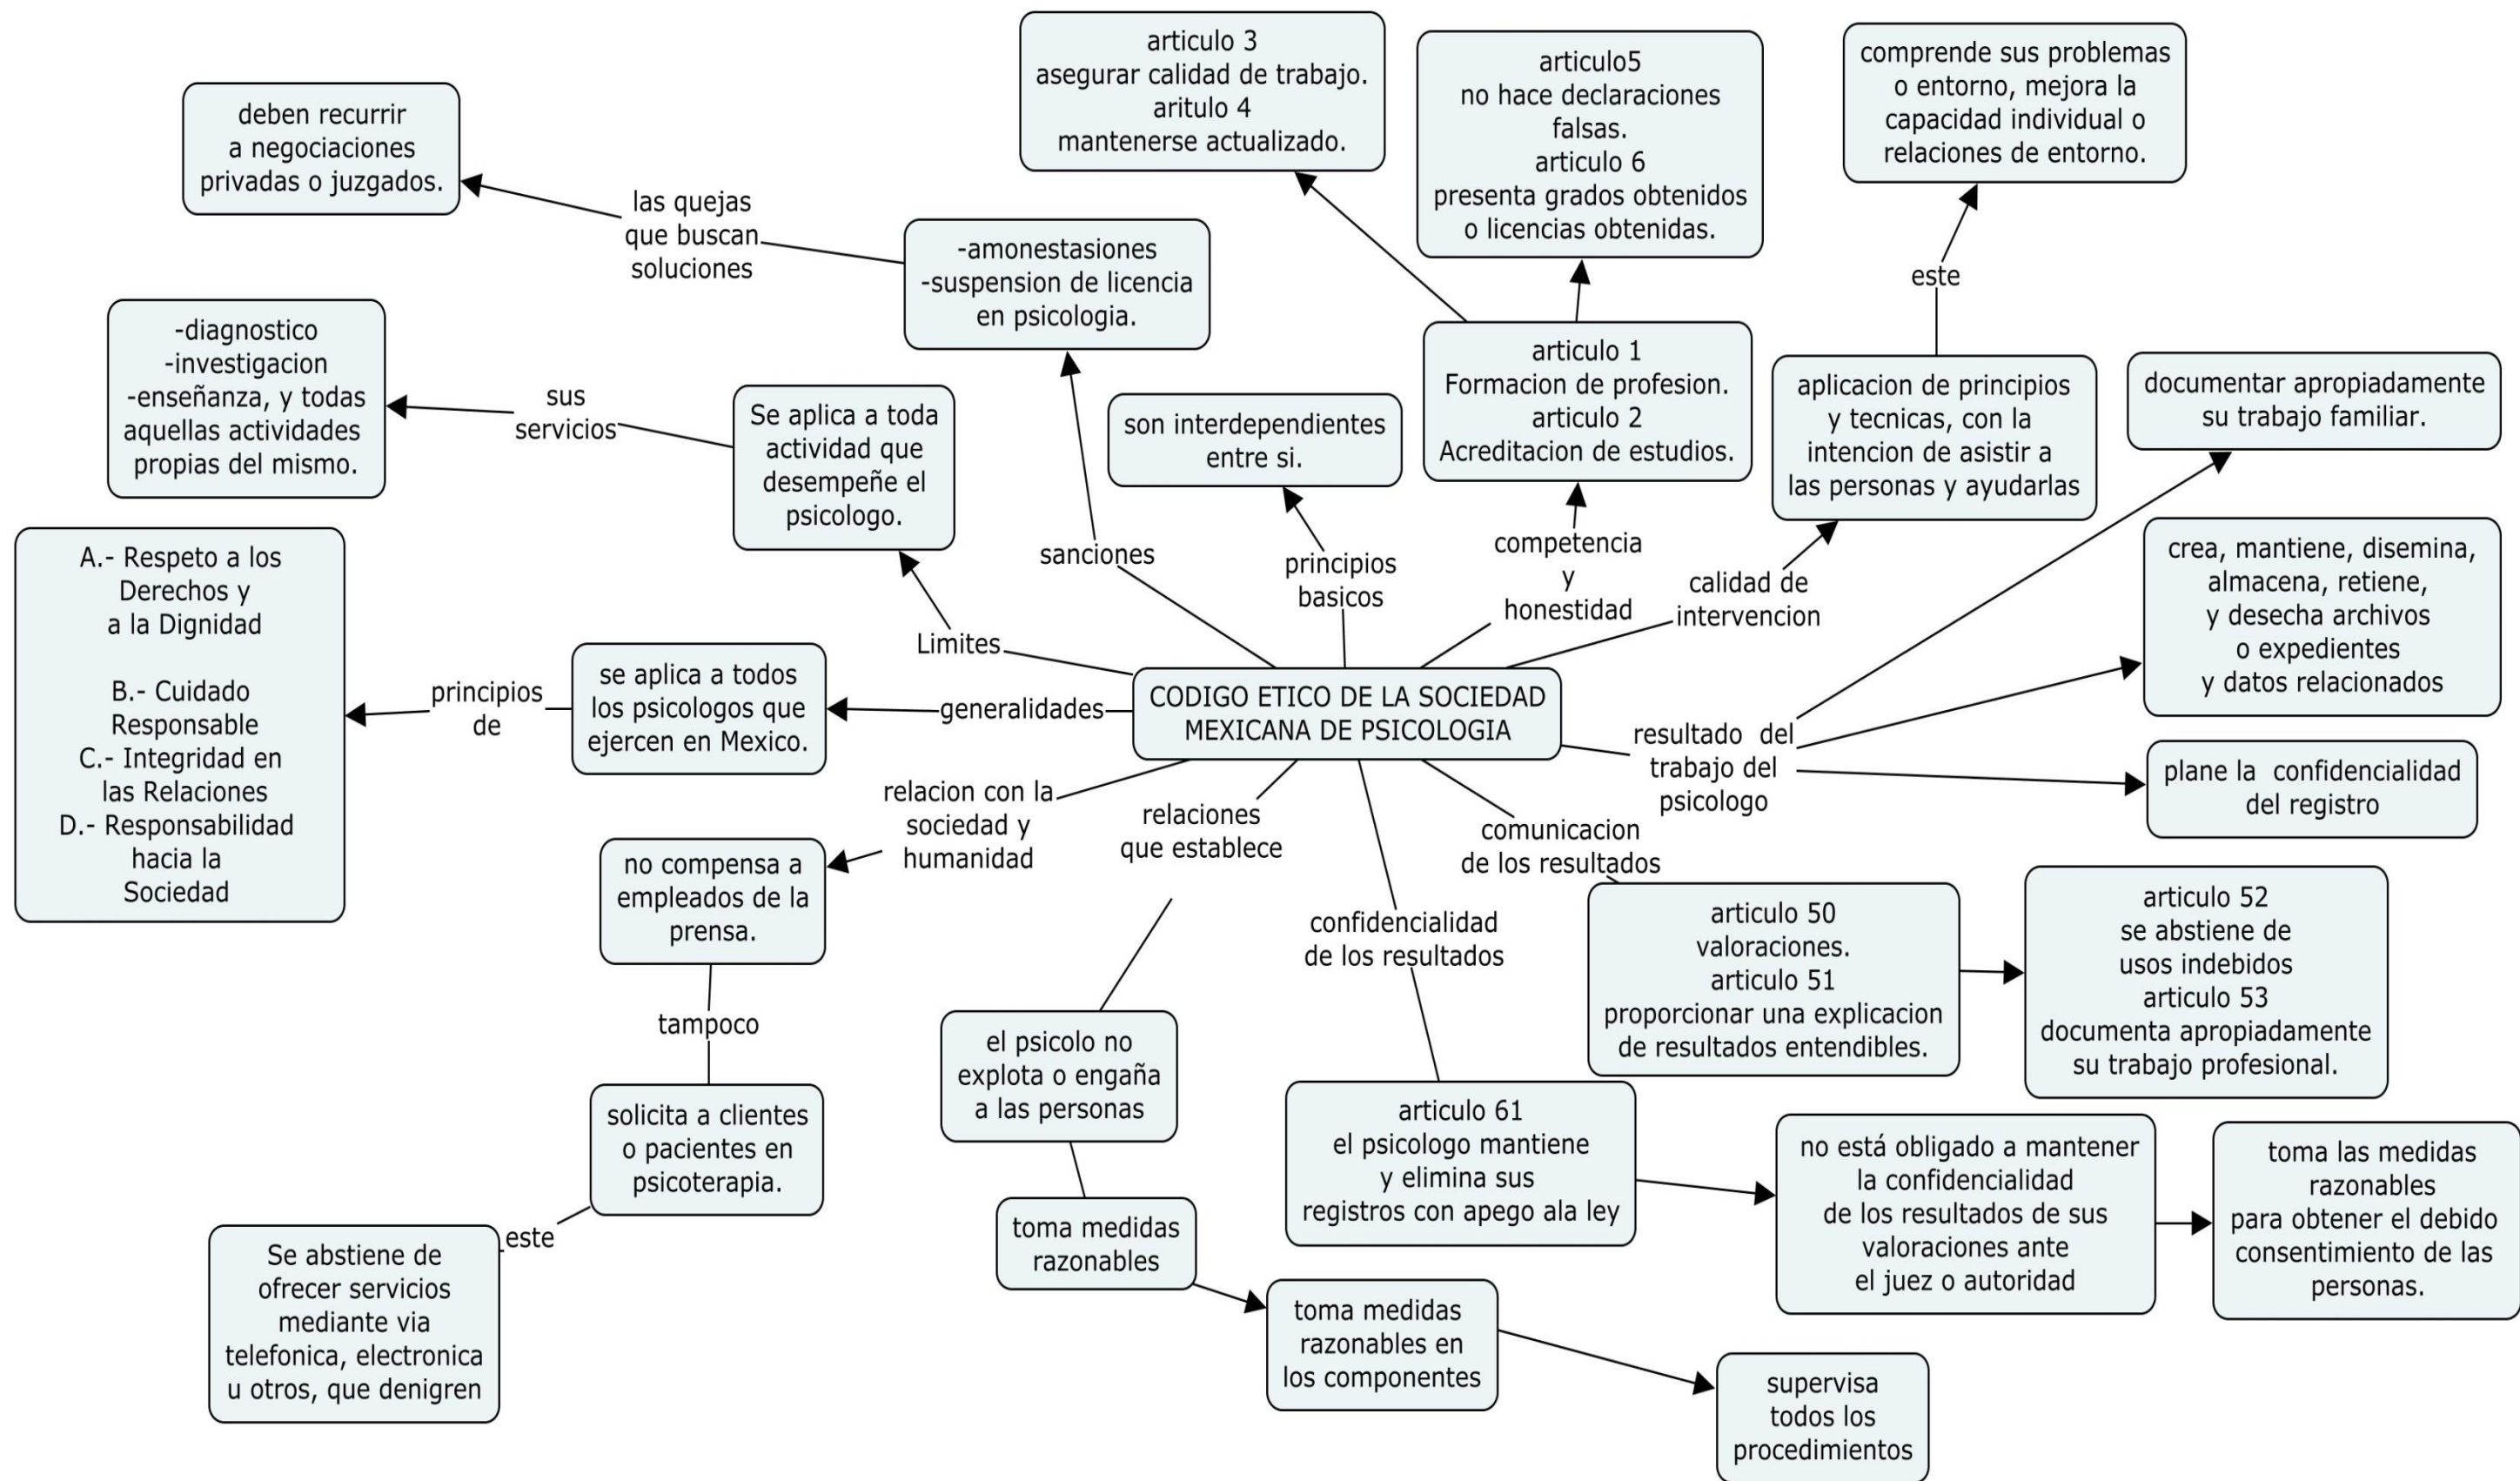 CODIGO ETICO DE LA SOCIEDAD
MEXICANA DE PSICOLOGIA
sanciones
-amonestasiones
-suspension de licencia
en psicologia.
las quejas
que buscan
soluciones
deben recurrir
a negociaciones
privadas o juzgados.
Limites
Se aplica a toda
actividad que
desempeñe el
psicologo.
sus
servicios
-diagnostico
-investigacion
-enseñanza, y todas
aquellas actividades
propias del mismo.
generalidades
se aplica a todos
los psicologos que
ejercen en Mexico.
principios
de
A.- Respeto a los
Derechos y
a la Dignidad
B.- Cuidado
Responsable
C.- Integridad en
las Relaciones
D.- Responsabilidad
hacia la
Sociedad
principios
basicos
son interdependientes
entre si.
competencia
y
honestidad
articulo 1
Formacion de profesion.
articulo 2
Acreditacion de estudios.
articulo 3
asegurar calidad de trabajo.
aritulo 4
mantenerse actualizado.
articulo5
no hace declaraciones
falsas.
articulo 6
presenta grados obtenidos
o licencias obtenidas.
calidad de
intervencion
aplicacion de principios
y tecnicas, con la
intencion de asistir a
las personas y ayudarlas
este
comprende sus problemas
o entorno, mejora la
capacidad individual o
relaciones de entorno.
resultado del
trabajo del
psicologo
documentar apropiadamente
su trabajo familiar.
crea, mantiene, disemina,
almacena, retiene,
y desecha archivos
o expedientes
y datos relacionados
plane la confidencialidad
del registro
relacion con la
sociedad y
humanidad
no compensa a
empleados de la
prensa.
tampoco
solicita a clientes
o pacientes en
psicoterapia.
este
Se abstiene de
ofrecer servicios
mediante via
telefonica, electronica
u otros, que denigren
relaciones
que establece
el psicolo no
explota o engaña
a las personas
toma medidas
razonables
toma medidas
razonables en
los componentes
supervisa
todos los
procedimientos
confidencialidad
de los resultados
articulo 61
el psicologo mantiene
y elimina sus
registros con apego ala ley
no está obligado a mantener
la confidencialidad
de los resultados de sus
valoraciones ante
el juez o autoridad
toma las medidas
razonables
para obtener el debido
consentimiento de las
personas.
comunicacion
de los resultados
articulo 50
valoraciones.
articulo 51
proporcionar una explicacion
de resultados entendibles.
articulo 52
se abstiene de
usos indebidos
articulo 53
documenta apropiadamente
su trabajo profesional.